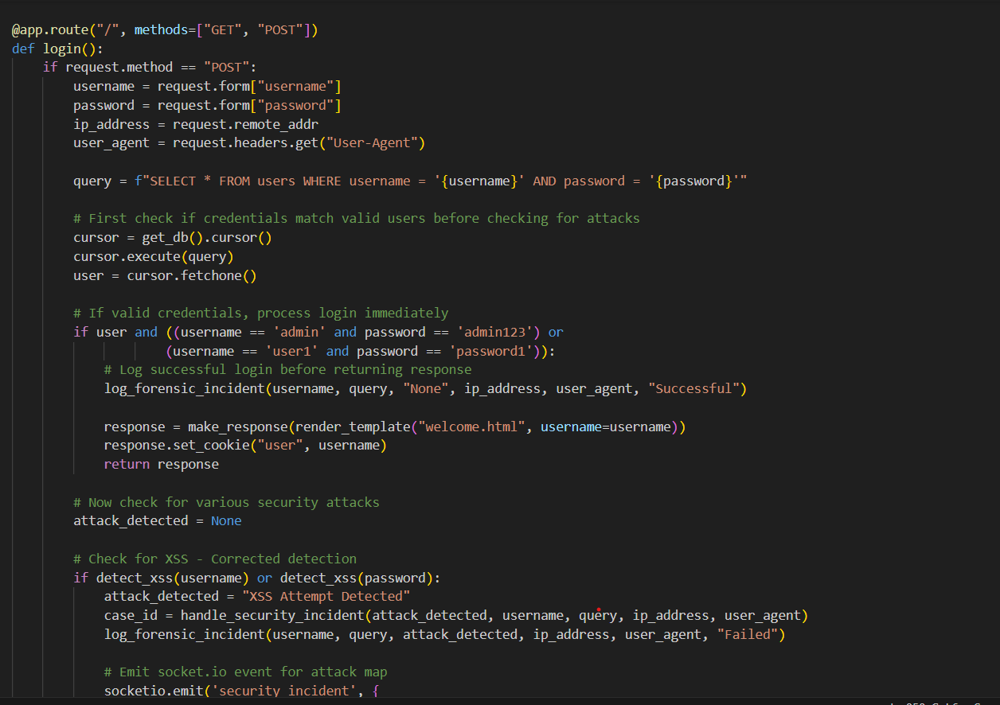 @app.route("/", methods=["GET", "POST"])
def login():
    if request.method == "POST":
        username = request.form["username"]
        password = request.form["password"]
        ip_address = request.remote_addr
        user_agent = request.headers.get("User-Agent")

        query = f"SELECT * FROM users WHERE username = '{username}' AND password = '{password}'"

        # First check if credentials match valid users before checking for attacks
        cursor = get_db().cursor()
        cursor.execute(query)
        user = cursor.fetchone()

        # If valid credentials, process login immediately
        if user and ((username == 'admin' and password == 'admin123') or
                    (username == 'user1' and password == 'password1')):
            # Log successful login before returning response
            log_forensic_incident(username, query, "None", ip_address, user_agent, "Successful")

            response = make_response(render_template("welcome.html", username=username))
            response.set_cookie("user", username)
            return response

        # Now check for various security attacks
        attack_detected = None

        # Check for XSS - Corrected detection
        if detect_xss(username) or detect_xss(password):
            attack_detected = "XSS Attempt Detected"
            case_id = handle_security_incident(attack_detected, username, query, ip_address, user_agent)
            log_forensic_incident(username, query, attack_detected, ip_address, user_agent, "Failed")

            # Emit socket.io event for attack map
            socketio.emit('security_incident', {